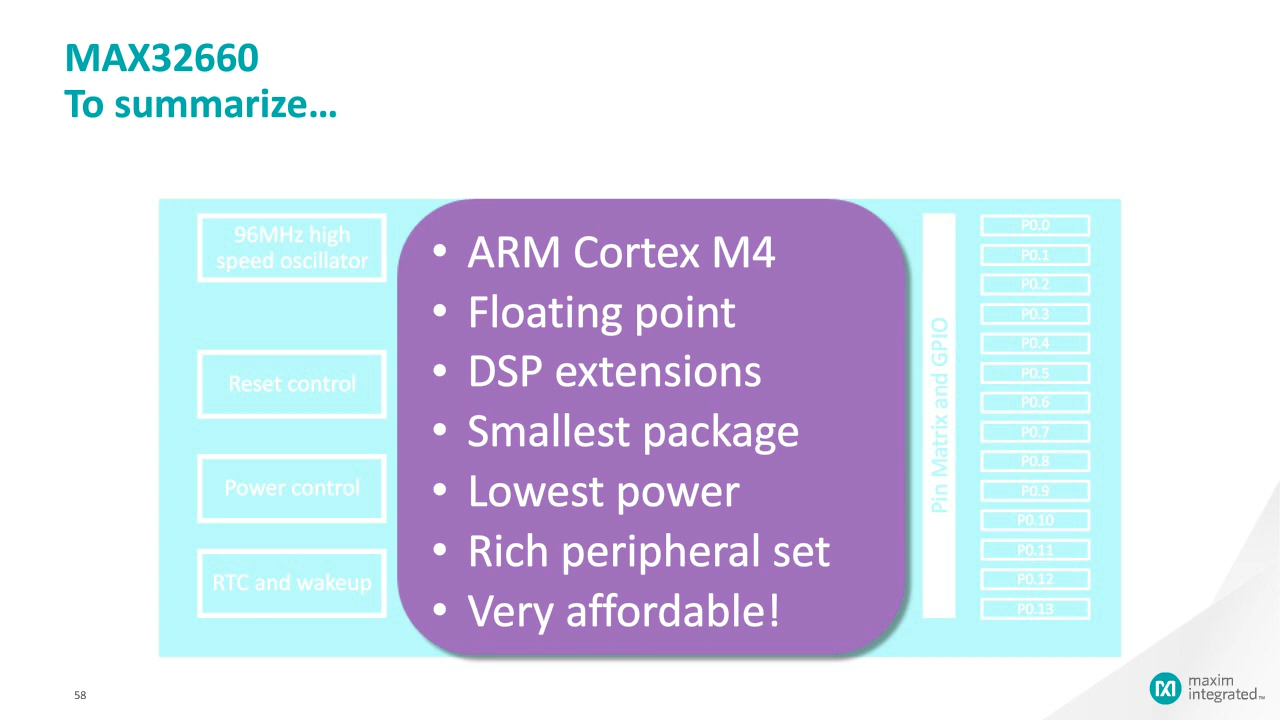 MAX32660
To summarize…
96MHz high
speed oscillator
Reset control
Power control
RTC and wakeup
• ARM Cortex M4
• Floating point
• DSP extensions
• Smallest package
• Lowest power
• Rich peripheral set
• Very affordable!
Pin Matrix and GPIO
P0.0
P0.1
P0.2
P0.3
P0.4
P0.5
P0.6
P0.7
P0.8
P0.9
P0.10
P0.11
P0.12
P0.13
58
maxim
integrated™